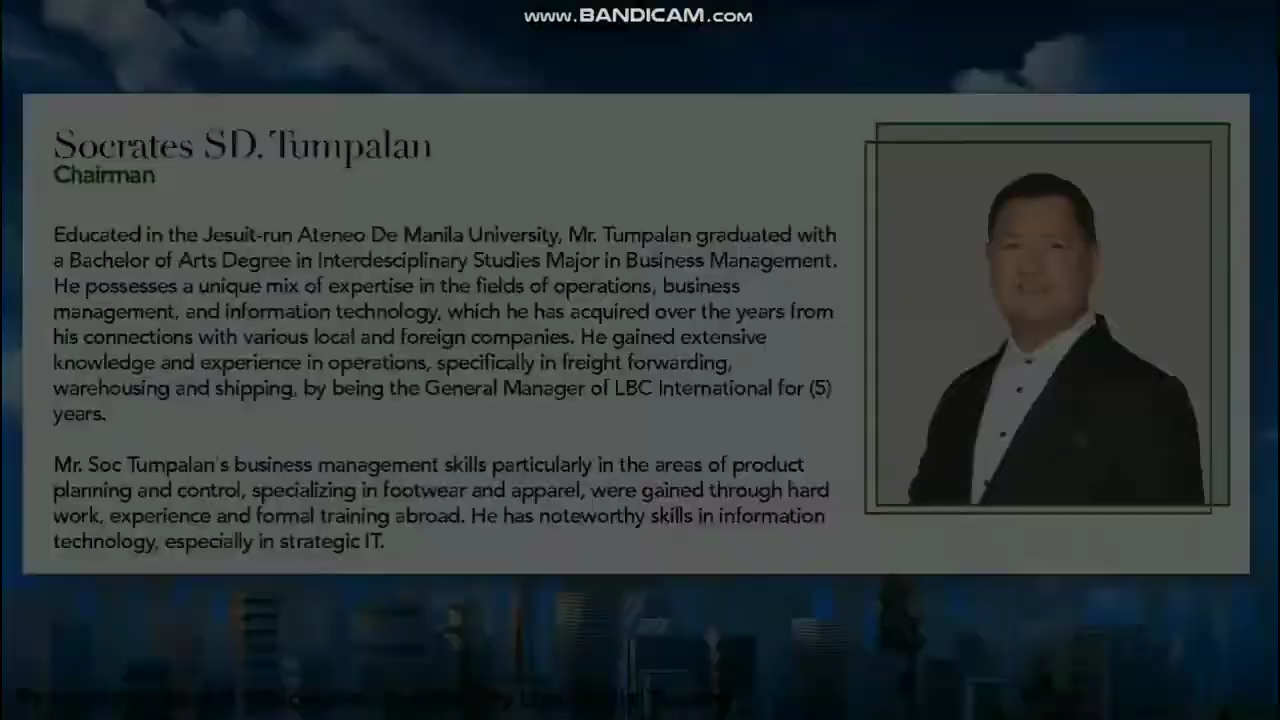 www.BANDICAM.com
Socrates SD. Tumpalan
Chairman
Educated in the Jesuit-run Ateneo De Manila University, Mr. Tumpalan graduated with
a Bachelor of Arts Degree in Interdesciplinary Studies Major in Business Management.
He possesses a unique mix of expertise in the fields of operations, business
management, and information technology, which he has acquired over the years from
his connections with various local and foreign companies. He gained extensive
knowledge and experience in operations, specifically in freight forwarding,
warehousing and shipping, by being the General Manager of LBC International for (5)
years.
Mr. Soc Tumpalan's business management skills particularly in the areas of product
planning and control, specializing in footwear and apparel, were gained through hard
work, experience and formal training abroad. He has noteworthy skills in information
technology, especially in strategic IT.